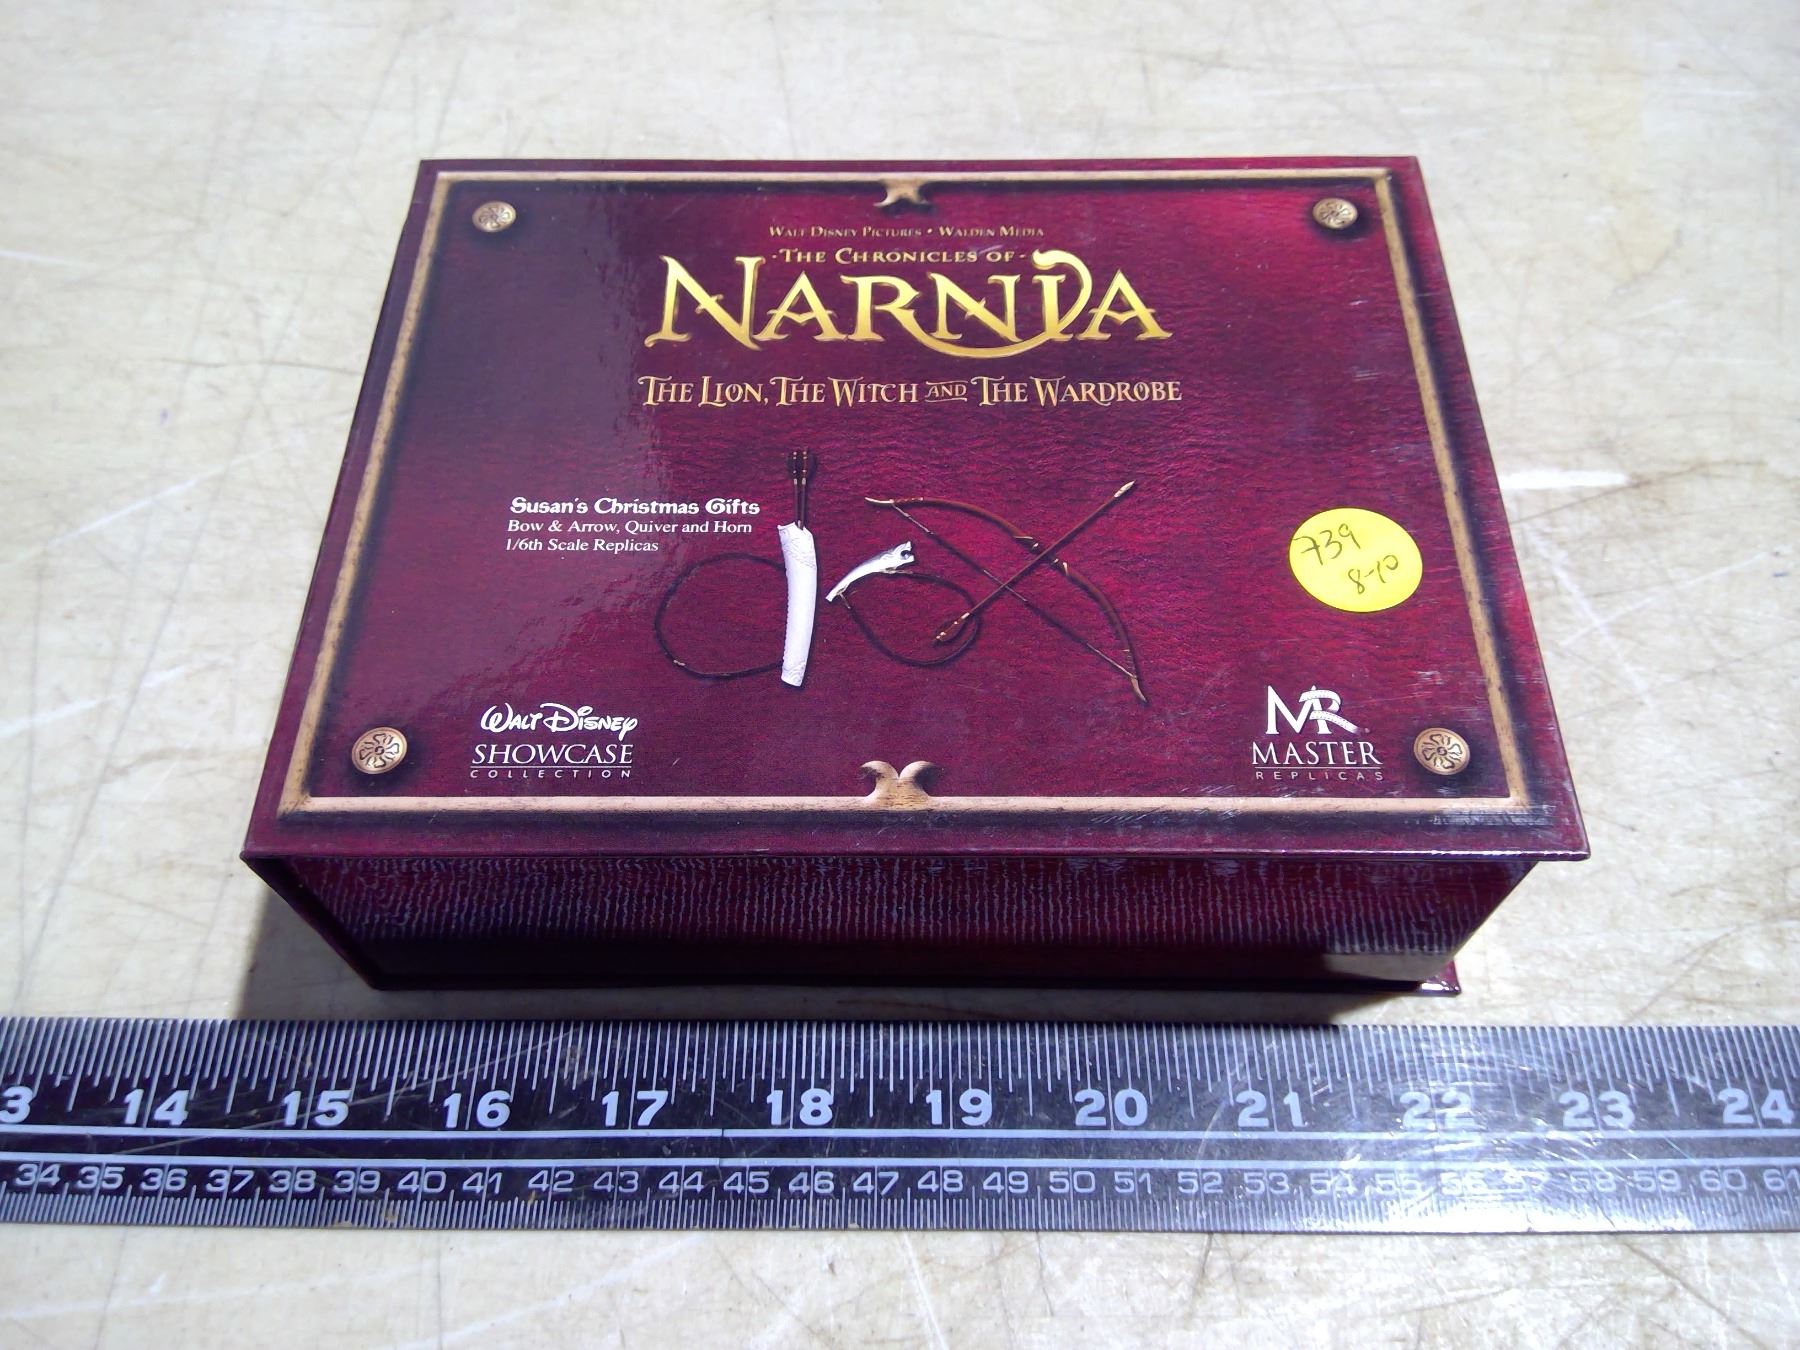 WALT DISNEY PICTURES • WALDEN MEDIA
·THE CHRONICLES OF·
NARNIA
THE LION, THE WITCH AND THE WARDROBE
Susan's Christmas Gifts
Bow & Arrow, Quiver and Horn
1/6th Scale Replicas
739
8-10
WALT DISNEY
SHOWCASE
COLLECTION
MR
MASTER
REPLICAS
3 14 15 16 17 18 19 20 21 22 23 24
34 35 36 37 38 39 40 41 42 43 44 45 46 47 48 49 50 51 52 53 54 55 56 57 58 59 60 61